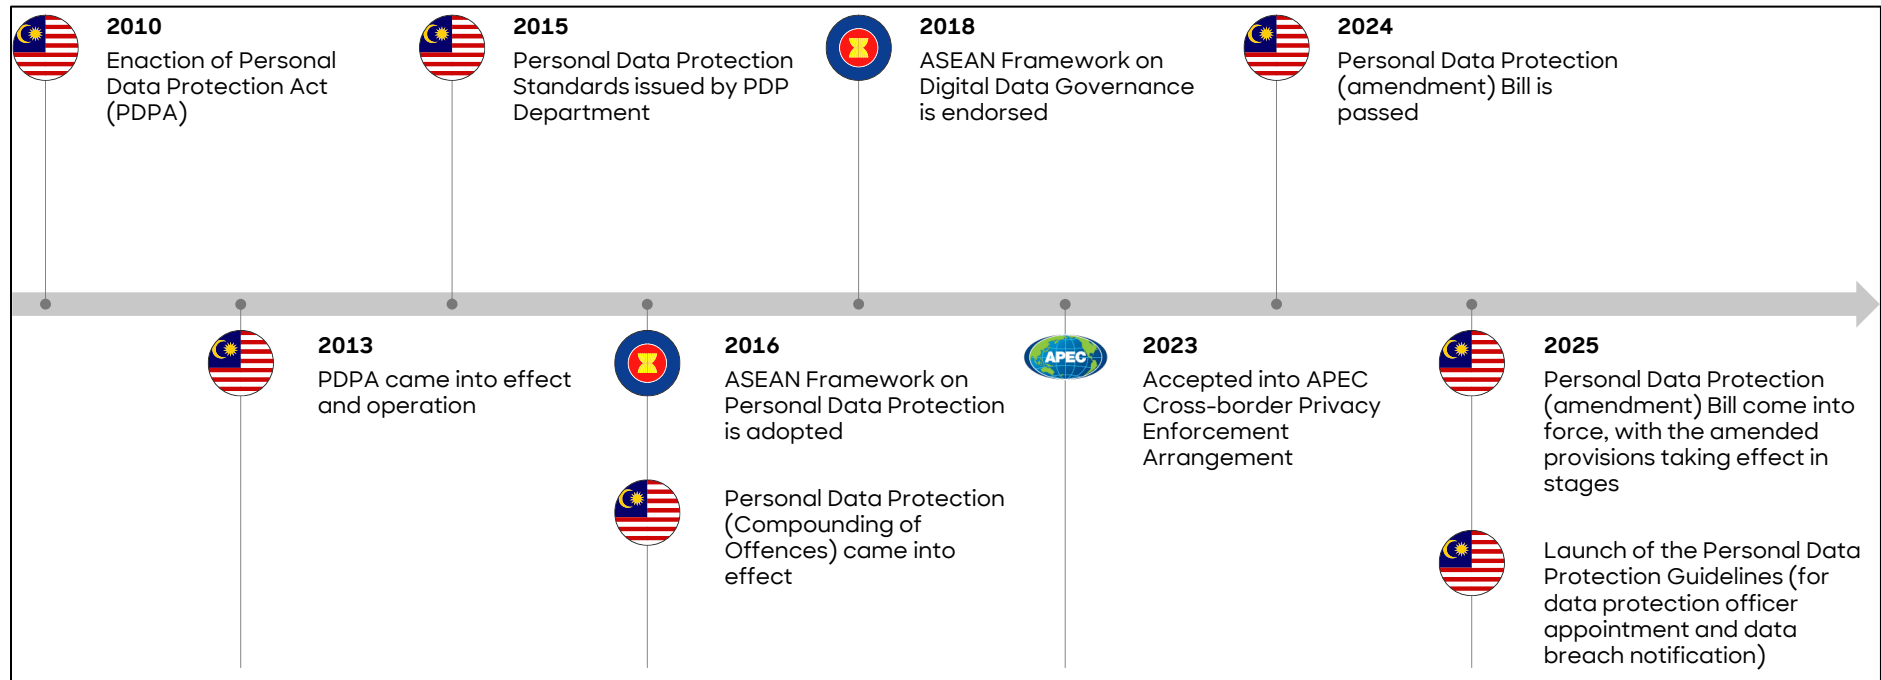 2010
Enaction of Personal
Data Protection Act
(PDPA)
2015
Personal Data Protection
Standards issued by PDP
Department
2018
ASEAN Framework on
Digital Data Governance
is endorsed
2024
Personal Data Protection
(amendment) Bill is
passed
2013
PDPA came into effect
and operation
2016
ASEAN Framework on
Personal Data Protection
is adopted
Personal Data Protection
(Compounding of
Offences) came into
effect
APEC
2023
Accepted into APEC
Cross-border Privacy
Enforcement
Arrangement
2025
Personal Data Protection
(amendment) Bill come into
force, with the amended
provisions taking effect in
stages
Launch of the Personal Data
Protection Guidelines (for
data protection officer
appointment and data
breach notification)